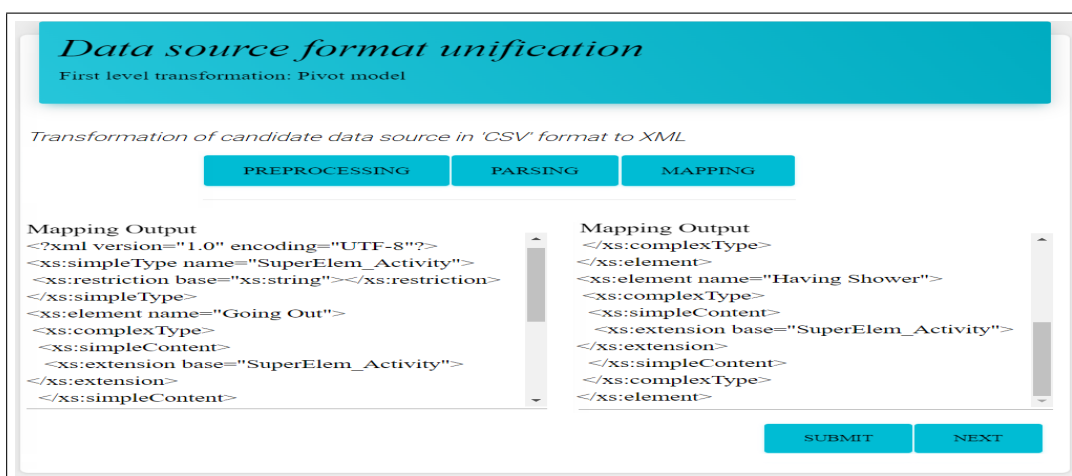 Data source format unification
First level transformation: Pivot model
Transformation of candidate data source in 'CSV' format to XML
PREPROCESSING PARSING MAPPING
Mapping Output
<?xml version="1.0" encoding="UTF-8"?>
<xs:simpleType name="SuperElem_Activity">
<xs:restriction base="xs:string"></xs:restriction>
</xs:simpleType>
<xs:element name="Going Out">
<xs:complexType>
<xs:simpleContent>
<xs:extension base="SuperElem_Activity">
</xs:extension>
</xs:simpleContent>
Mapping Output
</xs:complexType>
</xs:element>
<xs:element name="Having Shower">
<xs:complexType>
<xs:simpleContent>
<xs:extension base="SuperElem_Activity">
</xs:extension>
</xs:simpleContent>
</xs:complexType>
</xs:element>
SUBMIT NEXT